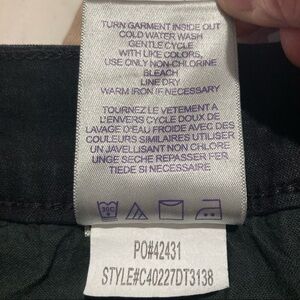 TURN GARMENT INSIDE OUT
COLD WATER WASH
GENTLE CYCLE
WITH LIKE COLORS,
USE ONLY NON-CHLORINE
BLEACH
LINE DRY
WARM IRON IF NECESSARY
TOURNEZ LE VETEMENT A
L'ENVERS CYCLE DOUX DE
LAVAGE D'EAU FROIDE AVEC DES
COULEURS SIMILAIRES UTILISER
UN JAVELLISANT NON CHLORE
UNGE SECHE REPASSER FER
TIEDE SI NECESSAIRE
30C
PO#42431
STYLE#C40227DT3138